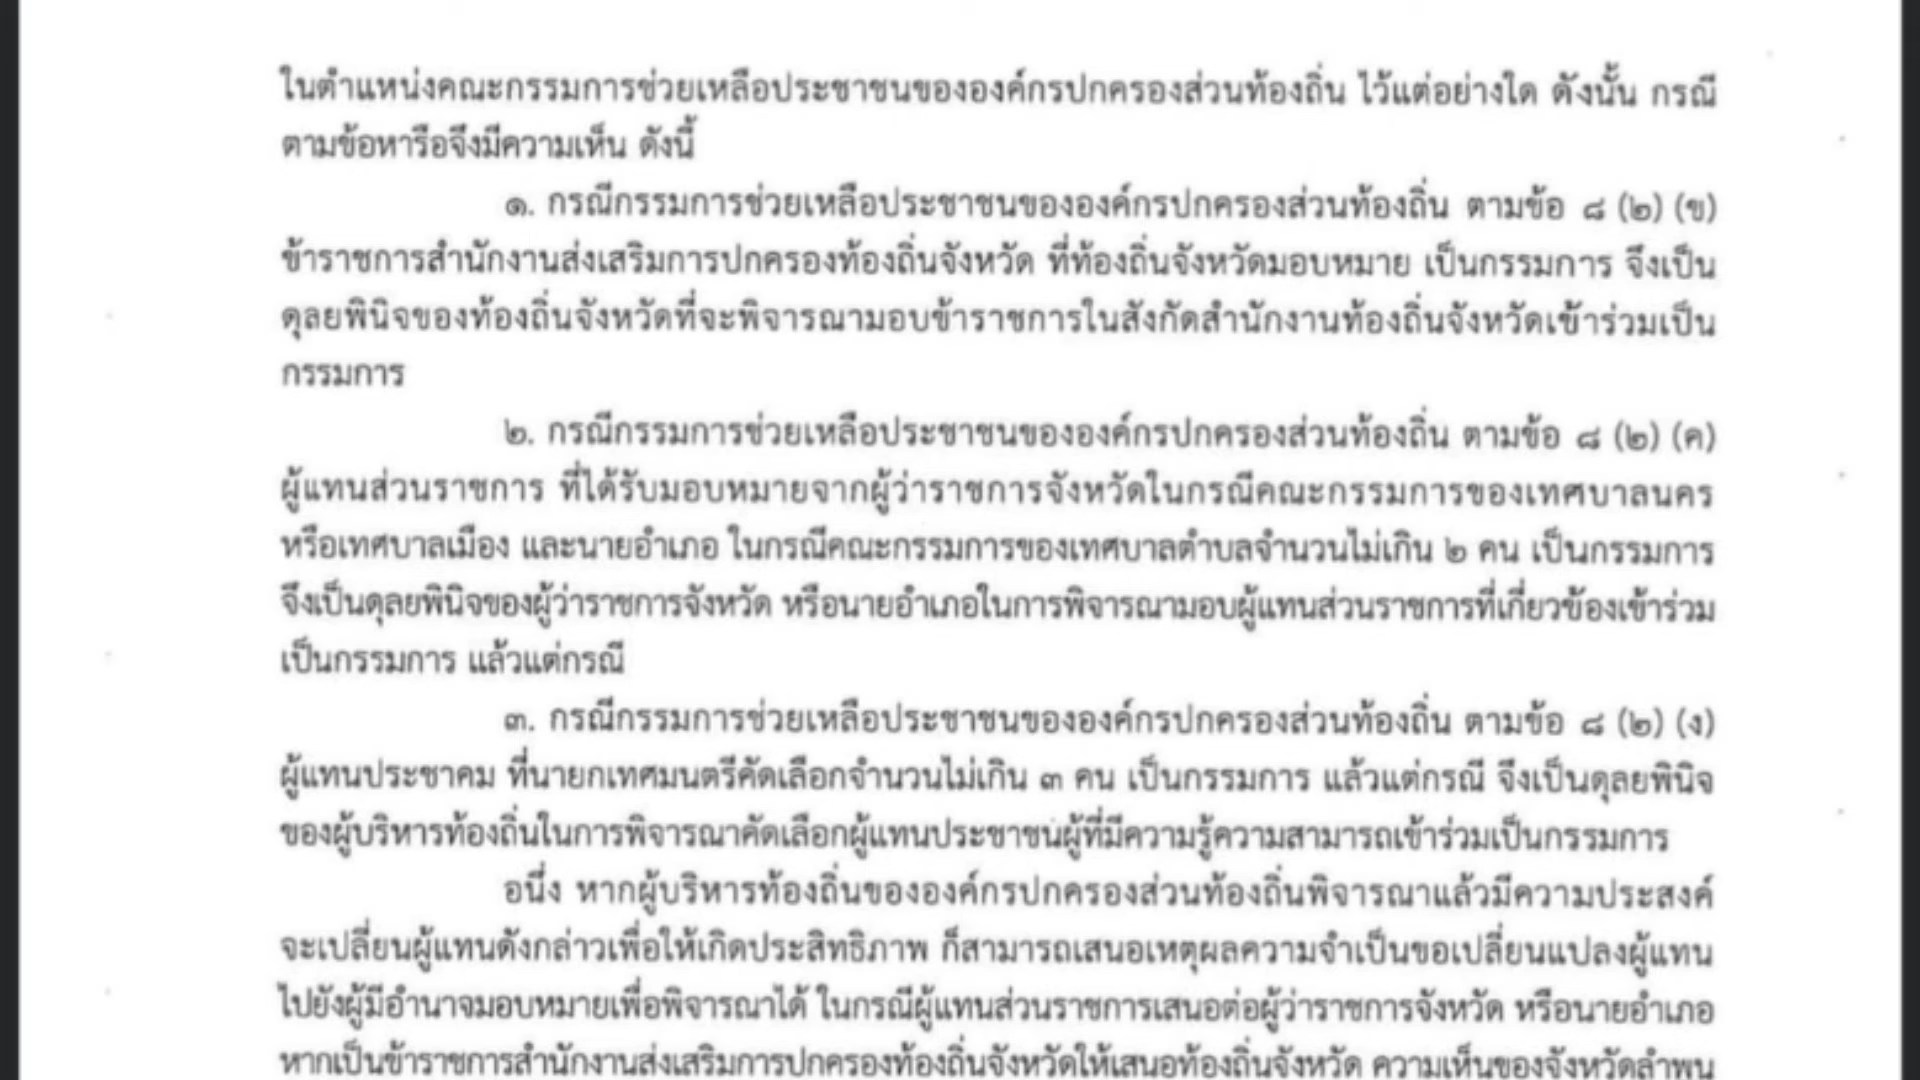 ในตำแหน่งคณะกรรมการช่วยเหลือประชาชนขององค์กรปกครองส่วนท้องถิ่น ไว้แต่อย่างใด ดังนั้น กรณี
ตามข้อหารือจึงมีความเห็น ดังนี้
๑. กรณีกรรมการช่วยเหลือประชาชนขององค์กรปกครองส่วนท้องถิ่น ตามข้อ ๘ (๒) (ข)
ข้าราชการสำนักงานส่งเสริมการปกครองท้องถิ่นจังหวัด ที่ท้องถิ่นจังหวัดมอบหมาย เป็นกรรมการ จึงเป็น
ดุลยพินิจของท้องถิ่นจังหวัดที่จะพิจารณามอบข้าราชการในสังกัดสำนักงานท้องถิ่นจังหวัดเข้าร่วมเป็น
กรรมการ
๒. กรณีกรรมการช่วยเหลือประชาชนขององค์กรปกครองส่วนท้องถิ่น ตามข้อ ๘ (๒) (ค)
ผู้แทนส่วนราชการ ที่ได้รับมอบหมายจากผู้ว่าราชการจังหวัดในกรณีคณะกรรมการของเทศบาลนคร
หรือเทศบาลเมือง และนายอำเภอ ในกรณีคณะกรรมการของเทศบาลตำบลจำนวนไม่เกิน ๒ คน เป็นกรรมการ
จึงเป็นดุลยพินิจของผู้ว่าราชการจังหวัด หรือนายอำเภอในการพิจารณามอบผู้แทนส่วนราชการที่เกี่ยวข้องเข้าร่วม
เป็นกรรมการ แล้วแต่กรณี
๓. กรณีกรรมการช่วยเหลือประชาชนขององค์กรปกครองส่วนท้องถิ่น ตามข้อ ๘ (๒) (ง)
ผู้แทนประชาคม ที่นายกเทศมนตรีคัดเลือกจำนวนไม่เกิน ๓ คน เป็นกรรมการ แล้วแต่กรณี จึงเป็นดุลยพินิจ
ของผู้บริหารท้องถิ่นในการพิจารณาคัดเลือกผู้แทนประชาชนผู้ที่มีความรู้ความสามารถเข้าร่วมเป็นกรรมการ
อนึ่ง หากผู้บริหารท้องถิ่นขององค์กรปกครองส่วนท้องถิ่นพิจารณาแล้วมีความประสงค์
จะเปลี่ยนผู้แทนดังกล่าวเพื่อให้เกิดประสิทธิภาพ ก็สามารถเสนอเหตุผลความจำเป็นขอเปลี่ยนแปลงผู้แทน
ไปยังผู้มีอำนาจมอบหมายเพื่อพิจารณาได้ ในกรณีผู้แทนส่วนราชการเสนอต่อผู้ว่าราชการจังหวัด หรือนายอำเภอ
หากเป็นข้าราชการสำนักงานส่งเสริมการปกครองท้องถิ่นจังหวัดให้เสนอท้องถิ่นจังหวัด ความเห็นของจังหวัดลำพูน